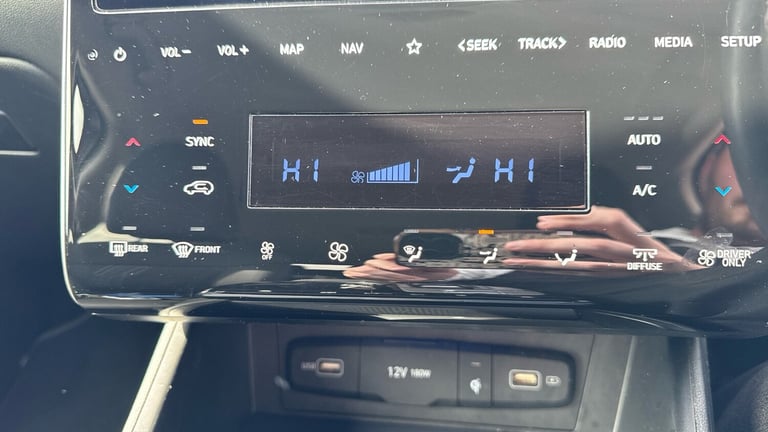 VOL− VOL+ MAP NAV <SEEK TRACK> RADIO MEDIA SETUP
SYNC AUTO
HI HI
A/C
REAR FRONT OFF DIFFUSE DRIVER ONLY
12V 180W